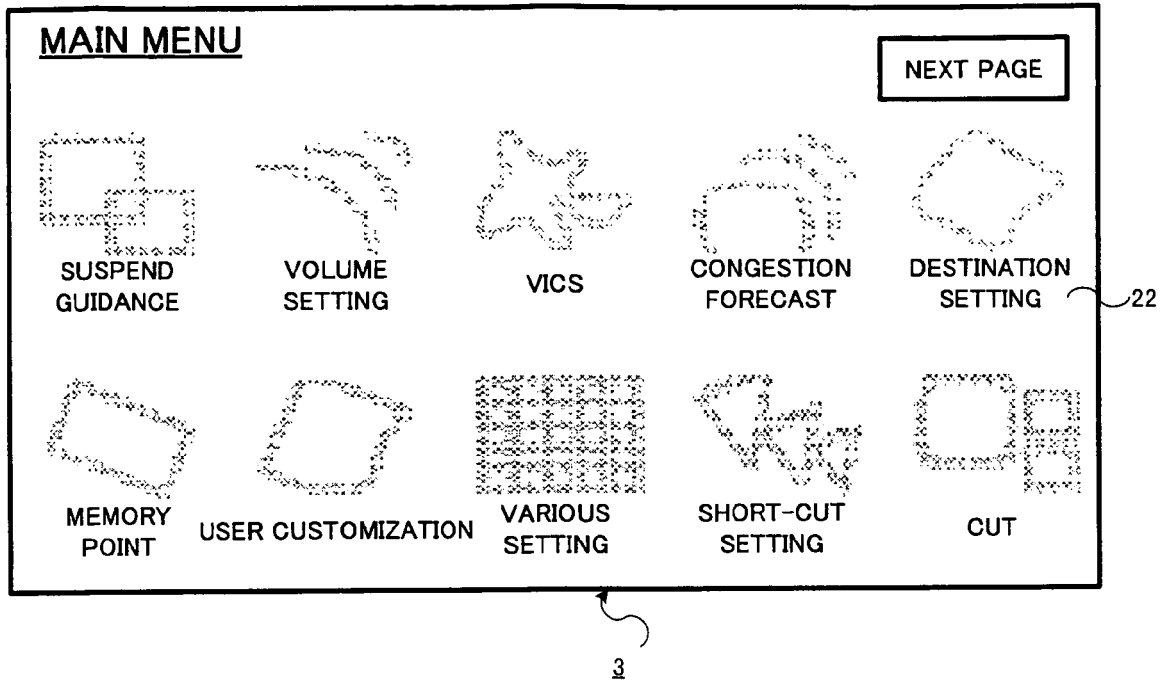 MAIN MENU
NEXT PAGE
SUSPEND
GUIDANCE
VOLUME
SETTING
VICS
CONGESTION
FORECAST
DESTINATION
SETTING
22
MEMORY
POINT
USER CUSTOMIZATION
VARIOUS
SETTING
SHORT-CUT
SETTING
CUT
3